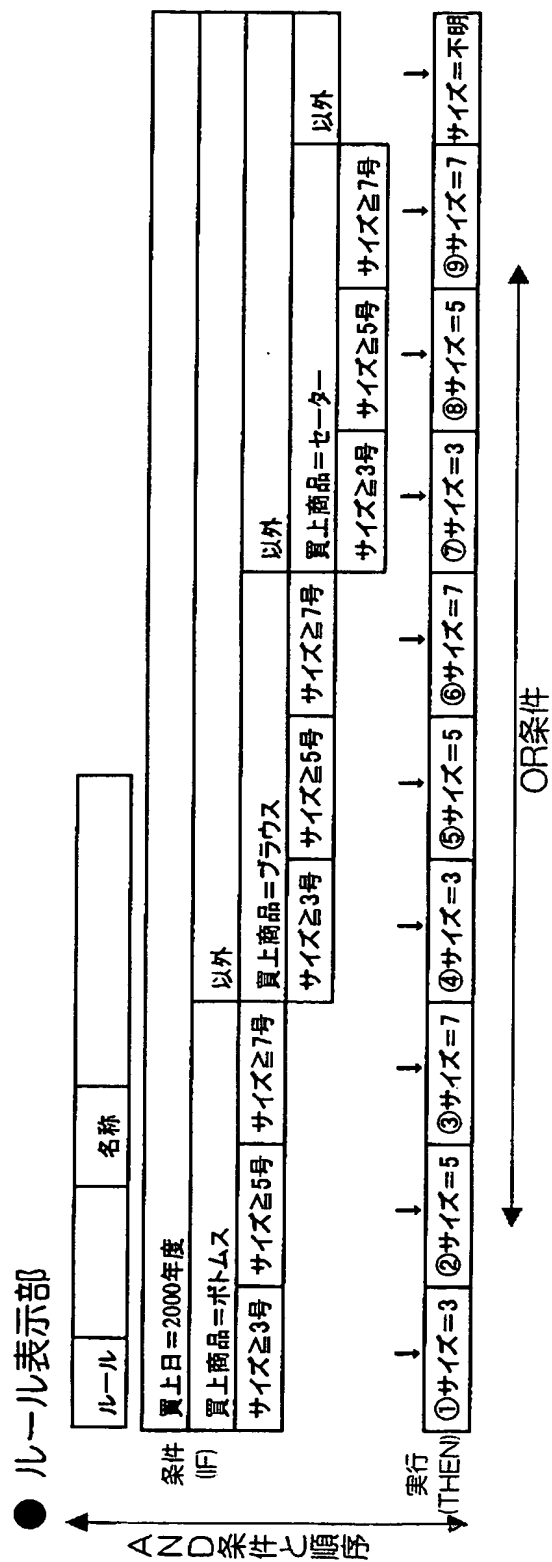 ● ルール表示部
ルール 名称
条件 (IF)
買上日=2000年度
買上商品=ボトムス 以外
サイズ≧3号 サイズ≧5号 サイズ≧7号 買上商品=ブラウス 以外
サイズ≧3号 サイズ≧5号 サイズ≧7号 買上商品=セーター 以外
サイズ≧3号 サイズ≧5号 サイズ≧7号
実行 (THEN)
①サイズ=3 ②サイズ=5 ③サイズ=7 ④サイズ=3 ⑤サイズ=5 ⑥サイズ=7 ⑦サイズ=3 ⑧サイズ=5 ⑨サイズ=7 サイズ=不明
AND条件と順序
OR条件